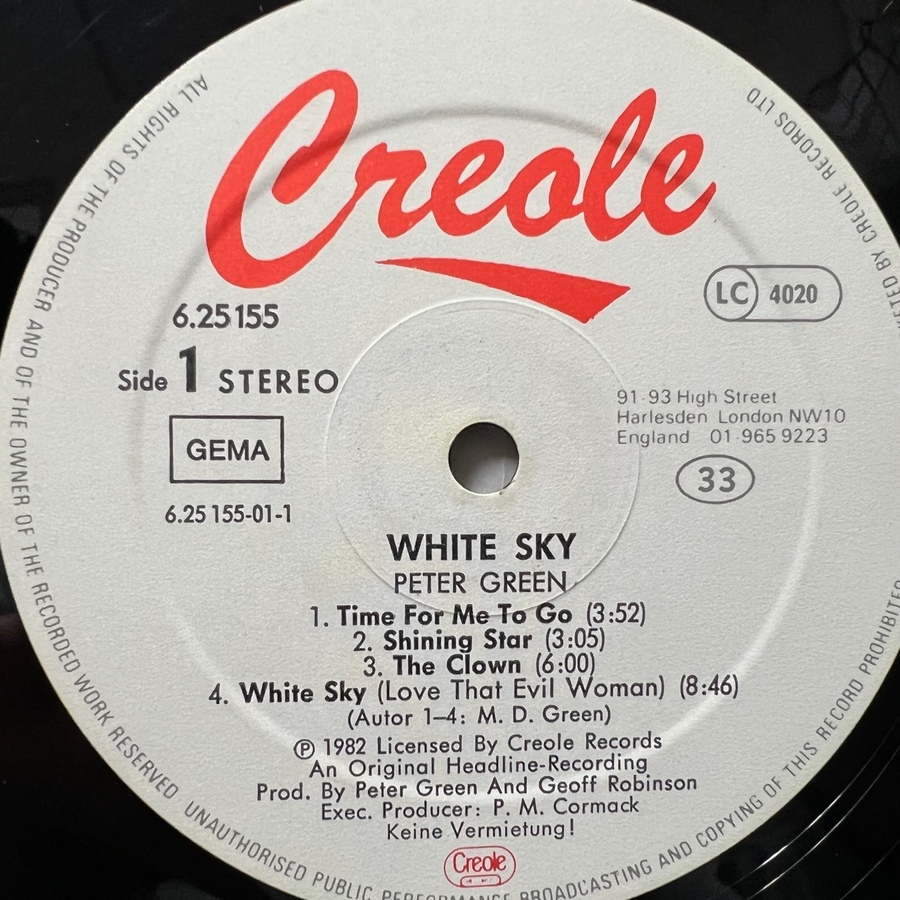 Creole
6.25155
Side 1 STEREO
GEMA
6.25 155-01-1
LC 4020
91-93 High Street
Harlesden London NW10
England 01-965 9223
33
WHITE SKY
PETER GREEN
1. Time For Me To Go (3:52)
2. Shining Star (3:05)
3. The Clown (6:00)
4. White Sky (Love That Evil Woman) (8:46)
(Autor 1–4: M. D. Green)
℗ 1982 Licensed By Creole Records
An Original Headline-Recording
Prod. By Peter Green And Geoff Robinson
Exec. Producer: P. M. Cormack
Keine Vermietung!
Creole
ALL RIGHTS OF THE PRODUCER AND OF THE OWNER OF THE RECORDED WORK RESERVED UNAUTHORISED PUBLIC PERFORMANCE BROADCASTING AND COPYING OF THIS RECORD PROHIBITED
BY CREOLE RECORDS LTD